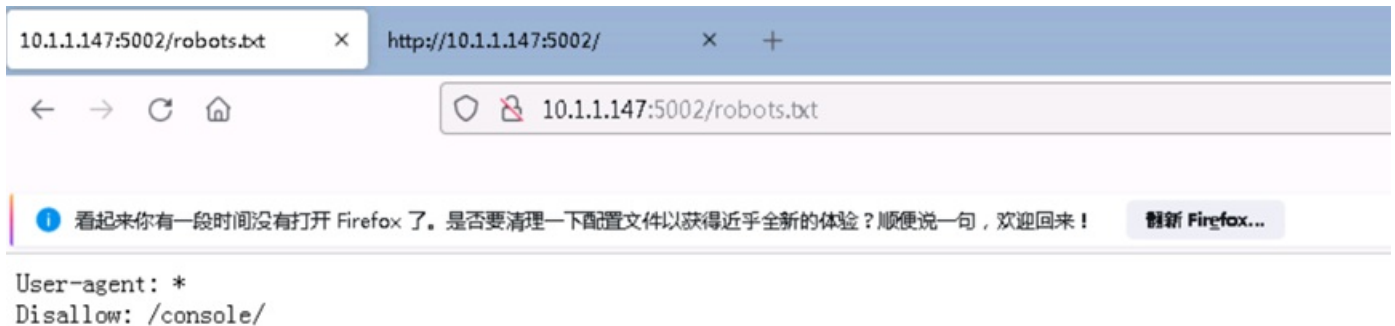 10.1.1.147:5002/robots.txt
http://10.1.1.147:5002/
10.1.1.147:5002/robots.txt
看起来你有一段时间没有打开 Firefox 了。是否要清理一下配置文件以获得近乎全新的体验？顺便说一句，欢迎回来！ 翻新 Firefox...
User-agent: *
Disallow: /console/